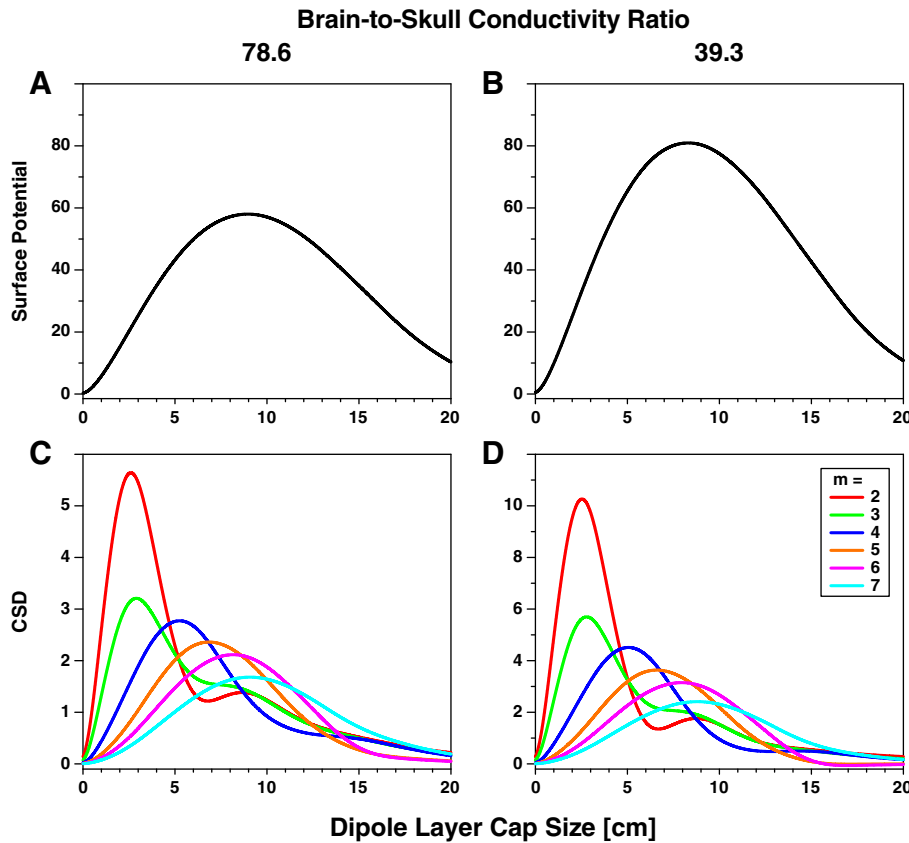 Brain-to-Skull Conductivity Ratio
78.6
39.3
A
B
Surface Potential
80
60
40
20
0
0 5 10 15 20
80
60
40
20
0
0 5 10 15 20
C
D
CSD
5
4
3
2
1
0
0 5 10 15 20
10
8
6
4
2
0
0 5 10 15 20
m =
2
3
4
5
6
7
Dipole Layer Cap Size [cm]